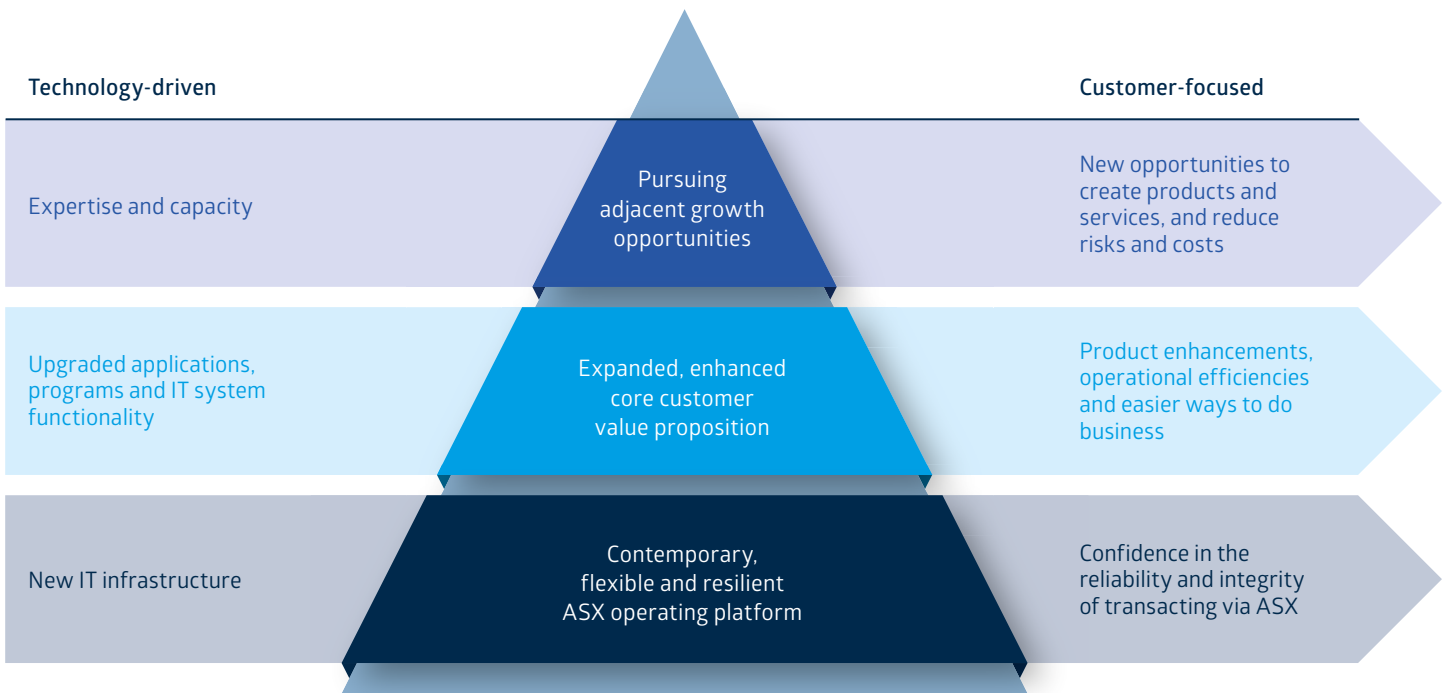 Technology-driven
Customer-focused
Expertise and capacity
Pursuing
adjacent growth
opportunities
New opportunities to
create products and
services, and reduce
risks and costs
Upgraded applications,
programs and IT system
functionality
Expanded, enhanced
core customer
value proposition
Product enhancements,
operational efficiencies
and easier ways to do
business
New IT infrastructure
Contemporary,
flexible and resilient
ASX operating platform
Confidence in the
reliability and integrity
of transacting via ASX